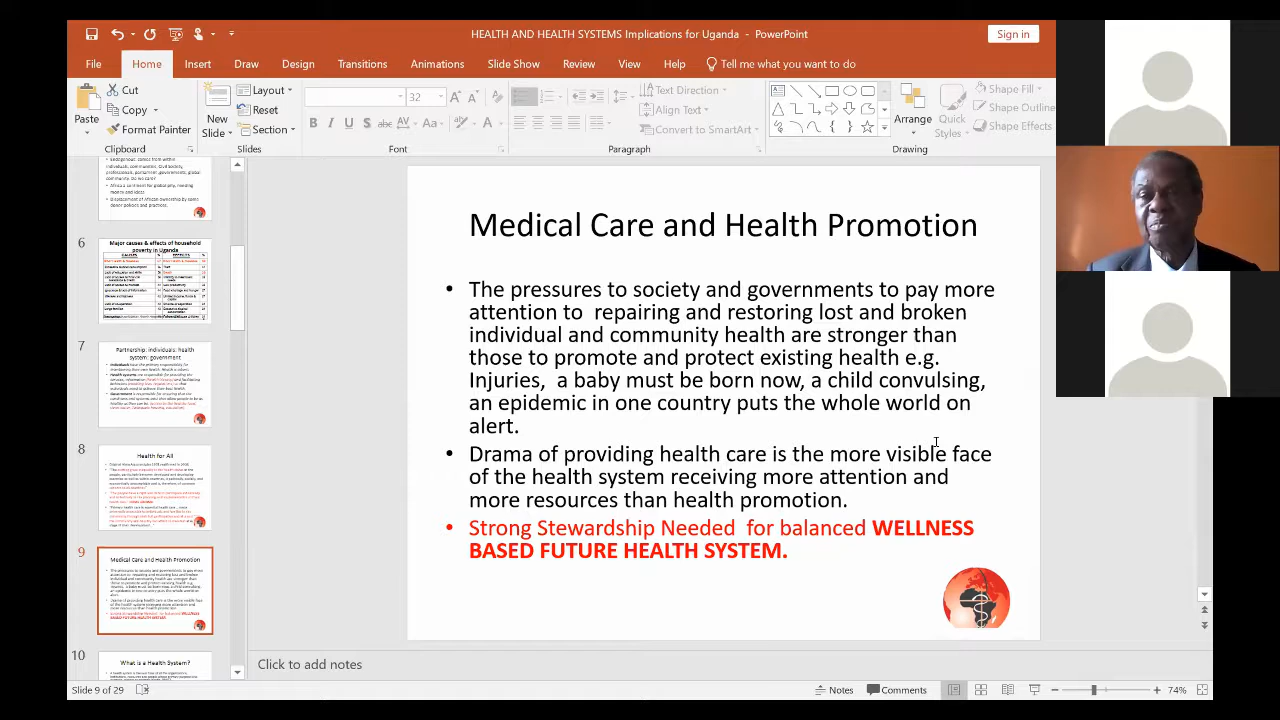 HEALTH AND HEALTH SYSTEMS Implications for Uganda - PowerPoint
Sign in
File Home Insert Draw Design Transitions Animations Slide Show Review View Help Tell me what you want to do
Paste
Cut
Copy
Format Painter
Clipboard
New Slide
Layout
Reset
Section
Slides
32
Font
Text Direction
Align Text
Convert to SmartArt
Paragraph
Arrange
Quick Styles
Shape Fill
Shape Outline
Shape Effects
Drawing
6
Major causes & effects of household
poverty in Uganda
7
Partnership: individuals: health
system: government
8
Health for All
9
Medical Care and Health Promotion
10
What is a Health System?
Medical Care and Health Promotion
• The pressures to society and governments to pay more
attention to repairing and restoring lost and broken
individual and community health are stronger than
those to promote and protect existing health e.g.
Injuries, a baby must be born now, a child convulsing,
an epidemic in one country puts the whole world on
alert.
• Drama of providing health care is the more visible face
of the health system receiving more attention and
more resources than health promotion.
• Strong Stewardship Needed for balanced WELLNESS
BASED FUTURE HEALTH SYSTEM.
Click to add notes
Slide 9 of 29
Notes
Comments
74%